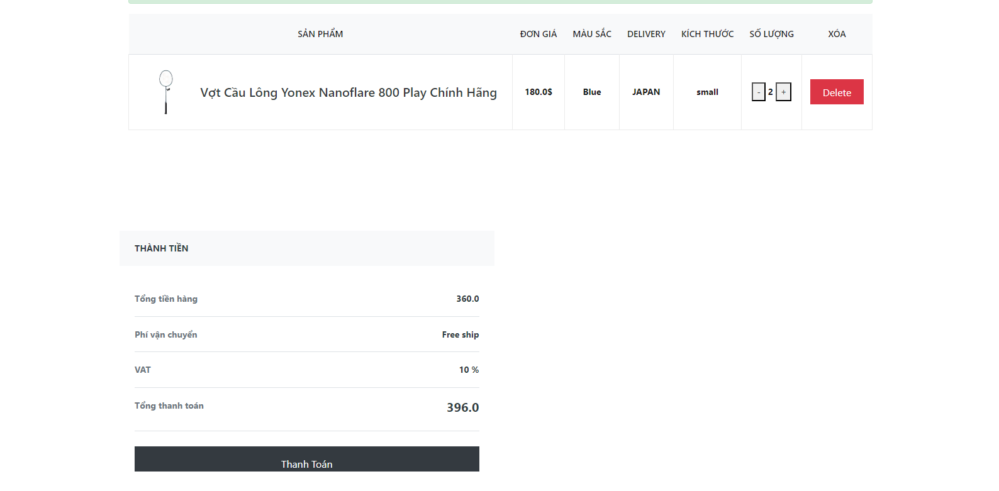 SẢN PHẨM ĐƠN GIÁ MÀU SẮC DELIVERY KÍCH THƯỚC SỐ LƯỢNG XÓA
Vợt Cầu Lông Yonex Nanoflare 800 Play Chính Hãng 180.0$ Blue JAPAN small - 2 + Delete
THÀNH TIỀN
Tổng tiền hàng 360.0
Phí vận chuyển Free ship
VAT 10 %
Tổng thanh toán 396.0
Thanh Toán